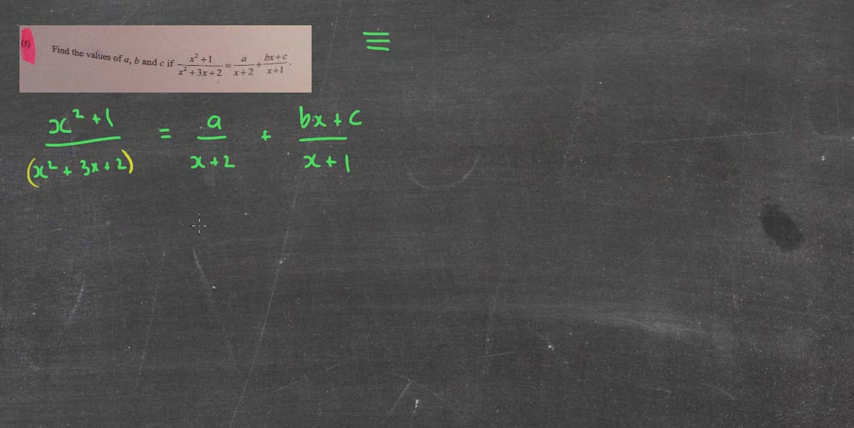 (f) Find the values of a, b and c if (x² + 1)/(x² + 3x + 2) = a/(x + 2) + (bx + c)/(x + 1).
≡
(x² + 1)/(x² + 3x + 2) = a/(x + 2) + (bx + c)/(x + 1)